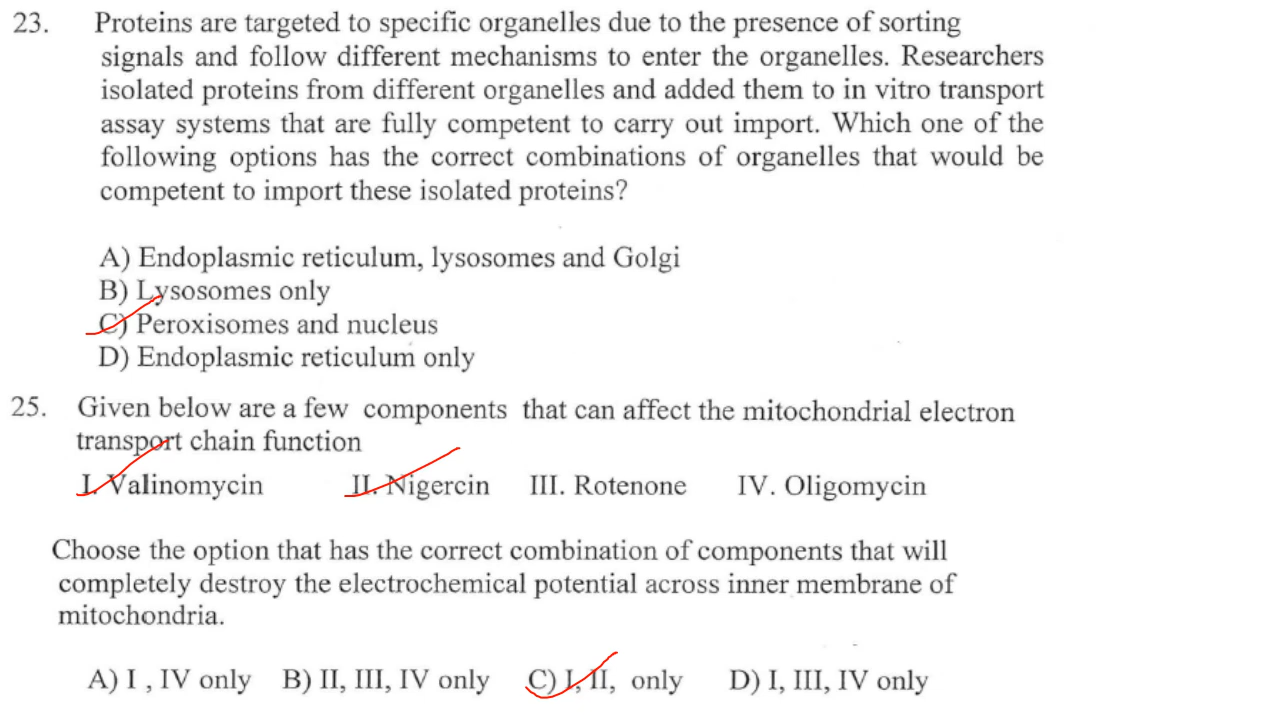 23. Proteins are targeted to specific organelles due to the presence of sorting
signals and follow different mechanisms to enter the organelles. Researchers
isolated proteins from different organelles and added them to in vitro transport
assay systems that are fully competent to carry out import. Which one of the
following options has the correct combinations of organelles that would be
competent to import these isolated proteins?
A) Endoplasmic reticulum, lysosomes and Golgi
B) Lysosomes only
C) Peroxisomes and nucleus
D) Endoplasmic reticulum only
25. Given below are a few components that can affect the mitochondrial electron
transport chain function
I. Valinomycin II. Nigercin III. Rotenone IV. Oligomycin
Choose the option that has the correct combination of components that will
completely destroy the electrochemical potential across inner membrane of
mitochondria.
A) I , IV only B) II, III, IV only C) I, II, only D) I, III, IV only